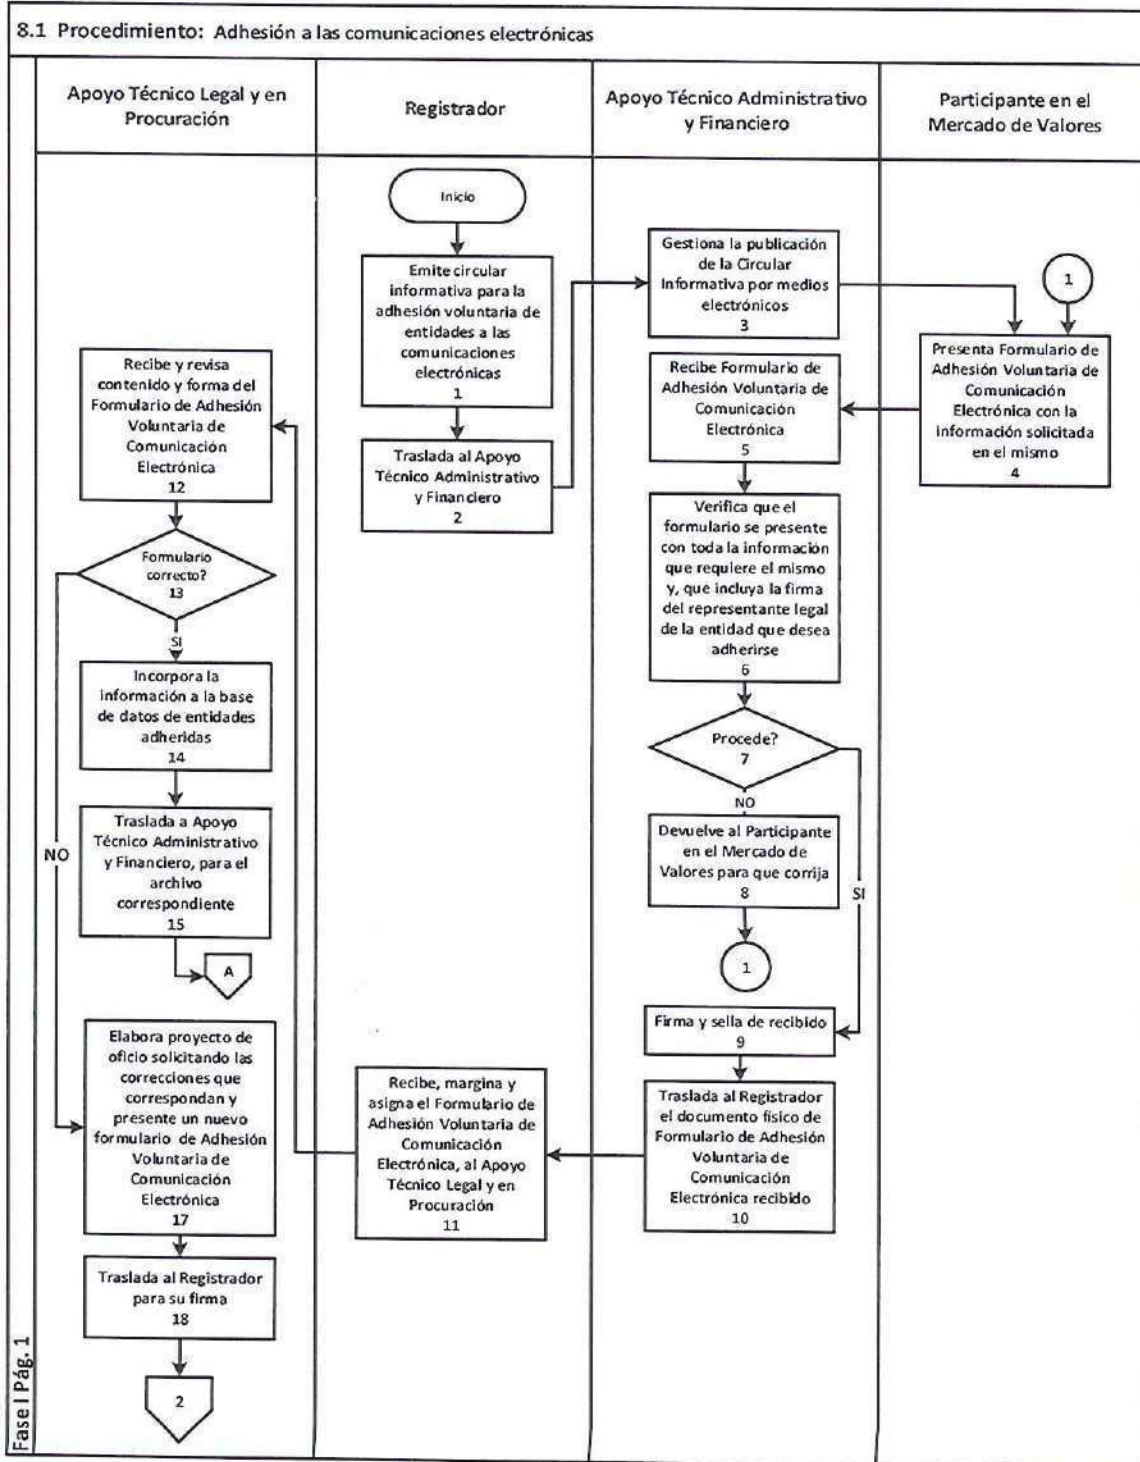 8.1 Procedimiento: Adhesión a las comunicaciones electrónicas
Apoyo Técnico Legal y en
Procuración
Registrador
Apoyo Técnico Administrativo
y Financiero
Participante en el
Mercado de Valores
Inicio
Emite circular
informativa para la
adhesión voluntaria de
entidades a las
comunicaciones
electrónicas
1
Traslada al Apoyo
Técnico Administrativo
y Financiero
2
Gestiona la publicación
de la Circular
Informativa por medios
electrónicos
3
1
Presenta Formulario de
Adhesión Voluntaria de
Comunicación
Electrónica con la
información solicitada
en el mismo
4
Recibe Formulario de
Adhesión Voluntaria de
Comunicación
Electrónica
5
Verifica que el
formulario se presente
con toda la información
que requiere el mismo
y, que incluya la firma
del representante legal
de la entidad que desea
adherirse
6
Procede?
7
NO
SI
Devuelve al Participante
en el Mercado de
Valores para que corrija
8
1
Firma y sella de recibido
9
Traslada al Registrador
el documento físico de
Formulario de Adhesión
Voluntaria de
Comunicación
Electrónica recibido
10
Recibe, margina y
asigna el Formulario de
Adhesión Voluntaria de
Comunicación
Electrónica, al Apoyo
Técnico Legal y en
Procuración
11
Recibe y revisa
contenido y forma del
Formulario de Adhesión
Voluntaria de
Comunicación
Electrónica
12
Formulario
correcto?
13
SI
NO
Incorpora la
información a la base
de datos de entidades
adheridas
14
Traslada a Apoyo
Técnico Administrativo
y Financiero, para el
archivo
correspondiente
15
A
Elabora proyecto de
oficio solicitando las
correcciones que
correspondan y
presente un nuevo
formulario de Adhesión
Voluntaria de
Comunicación
Electrónica
17
Traslada al Registrador
para su firma
18
2
Fase I Pág. 1